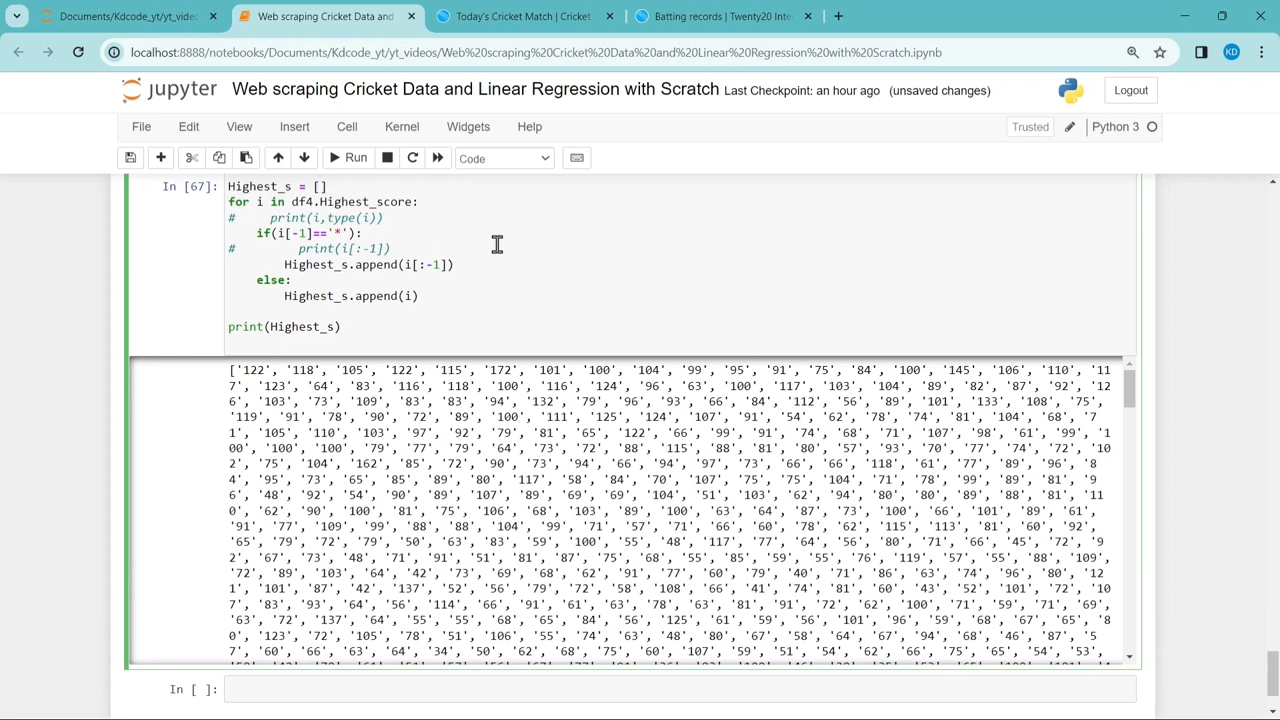 Documents/Kdcode_yt/yt_videc
Web scraping Cricket Data and
Today's Cricket Match | Cricket
Batting records | Twenty20 Inte
localhost:8888/notebooks/Documents/Kdcode_yt/yt_videos/Web%20scraping%20Cricket%20Data%20and%20Linear%20Regression%20with%20Scratch.ipynb
KD
jupyter Web scraping Cricket Data and Linear Regression with Scratch Last Checkpoint: an hour ago (unsaved changes) Logout
File Edit View Insert Cell Kernel Widgets Help Trusted Python 3
Run Code
In [67]: Highest_s = []
for i in df4.Highest_score:
# print(i,type(i))
if(i[-1]=='*'):
# print(i[:-1])
Highest_s.append(i[:-1])
else:
Highest_s.append(i)
print(Highest_s)
['122', '118', '105', '122', '115', '172', '101', '100', '104', '99', '95', '91', '75', '84', '100', '145', '106', '110', '11
7', '123', '64', '83', '116', '118', '100', '116', '124', '96', '63', '100', '117', '103', '104', '89', '82', '87', '92', '12
6', '103', '73', '109', '83', '83', '94', '132', '79', '96', '93', '66', '84', '112', '56', '89', '101', '133', '108', '75',
'119', '91', '78', '90', '72', '89', '100', '111', '125', '124', '107', '91', '54', '62', '78', '74', '81', '104', '68', '7
1', '105', '110', '103', '97', '92', '79', '81', '65', '122', '66', '99', '91', '74', '68', '71', '107', '98', '61', '99', '1
00', '100', '79', '77', '79', '64', '73', '72', '88', '115', '88', '81', '80', '57', '93', '70', '77', '74', '72', '10
2', '75', '104', '162', '85', '72', '90', '73', '94', '66', '94', '97', '73', '66', '66', '118', '61', '77', '89', '96', '8
4', '95', '73', '65', '85', '89', '80', '117', '58', '84', '70', '107', '75', '75', '104', '71', '78', '99', '89', '81', '9
6', '48', '92', '54', '90', '89', '107', '89', '69', '69', '104', '51', '103', '62', '94', '80', '80', '89', '88', '81', '11
0', '62', '90', '100', '81', '75', '106', '68', '103', '89', '100', '63', '64', '87', '73', '100', '66', '101', '89', '61',
'91', '77', '109', '99', '88', '88', '104', '99', '71', '57', '71', '66', '60', '78', '62', '115', '113', '81', '60', '92',
'65', '79', '72', '79', '50', '63', '83', '59', '100', '55', '48', '117', '77', '64', '56', '80', '71', '66', '45', '72', '9
2', '67', '73', '48', '71', '91', '51', '81', '87', '75', '68', '55', '85', '59', '55', '76', '119', '57', '55', '88', '109',
'72', '89', '103', '64', '42', '73', '69', '68', '62', '91', '77', '60', '79', '40', '71', '86', '63', '74', '96', '80', '12
1', '101', '87', '42', '137', '52', '56', '79', '72', '58', '108', '66', '41', '74', '81', '60', '43', '52', '101', '72', '10
7', '83', '93', '64', '56', '114', '66', '91', '61', '63', '78', '63', '81', '91', '72', '62', '100', '71', '59', '71', '69',
'63', '72', '137', '64', '55', '55', '68', '65', '84', '56', '125', '61', '59', '56', '101', '96', '59', '68', '67', '65', '8
0', '123', '72', '105', '78', '51', '106', '55', '74', '63', '48', '80', '67', '58', '64', '67', '94', '68', '46', '87', '5
7', '60', '66', '63', '64', '34', '50', '62', '68', '75', '60', '107', '59', '51', '54', '62', '66', '75', '65', '54', '53',
In [ ]: